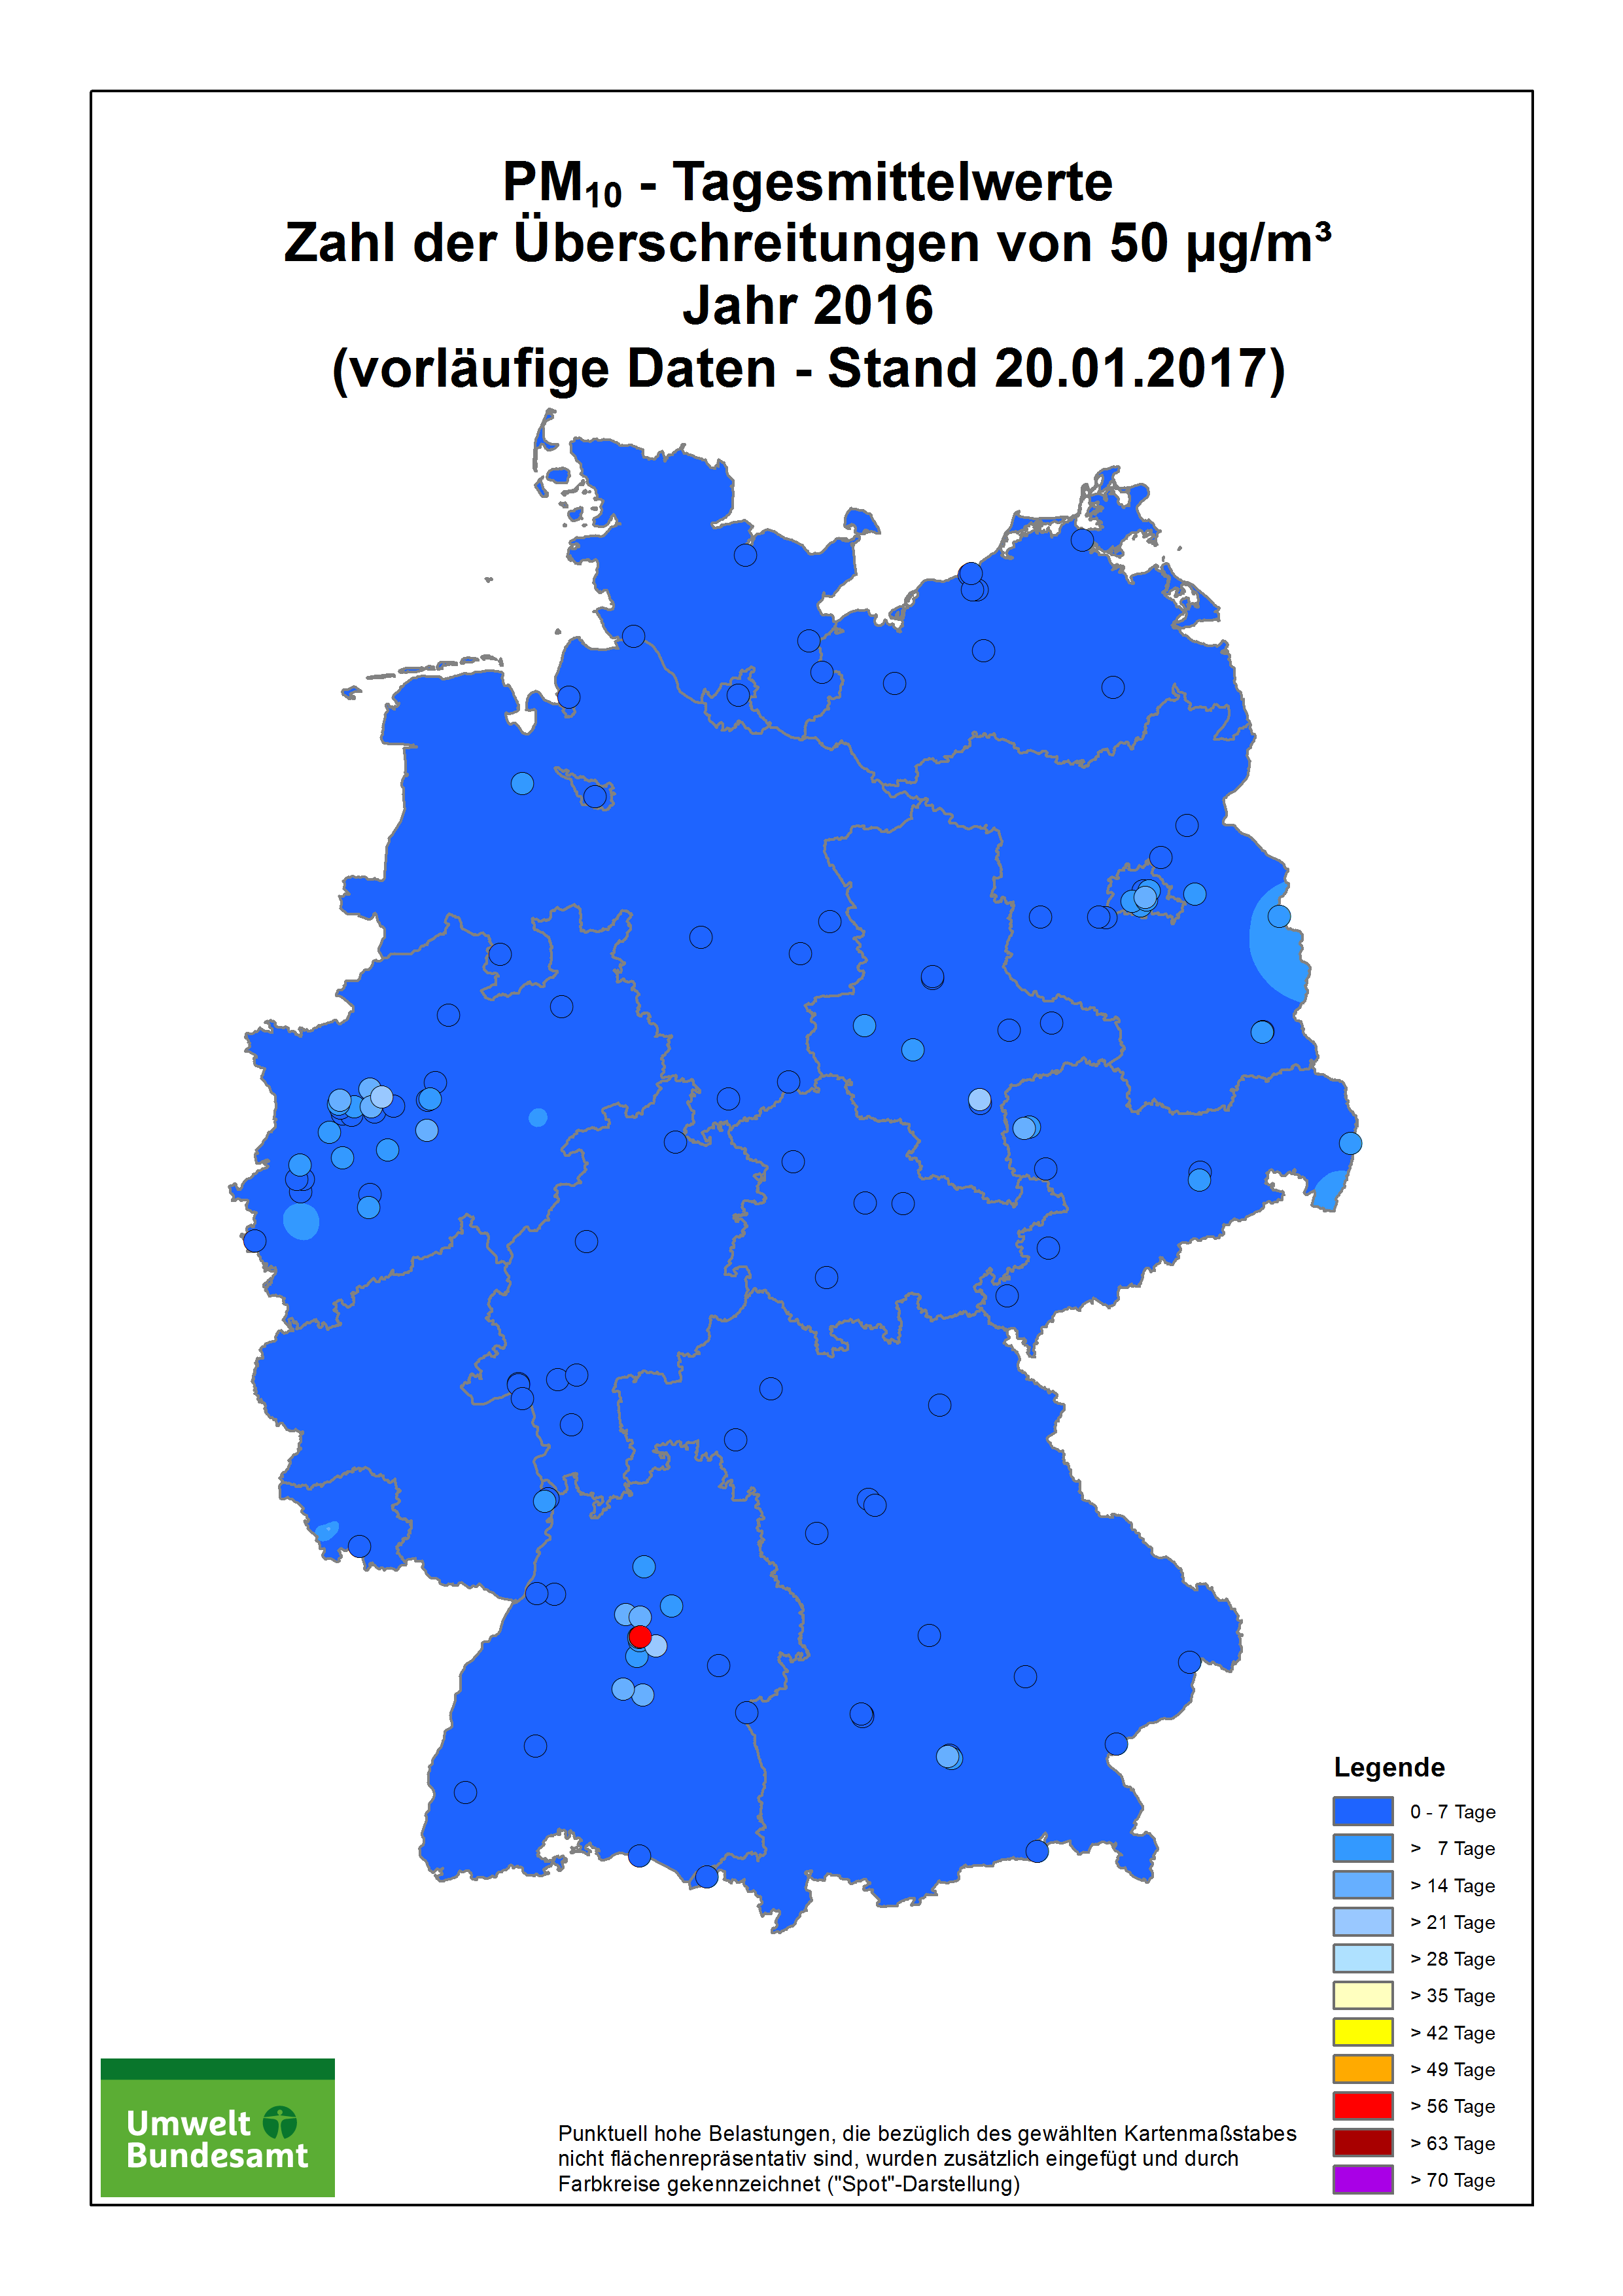 PM₁₀ - Tagesmittelwerte
Zahl der Überschreitungen von 50 µg/m³
Jahr 2016
(vorläufige Daten - Stand 20.01.2017)
Legende
0 - 7 Tage
> 7 Tage
> 14 Tage
> 21 Tage
> 28 Tage
> 35 Tage
> 42 Tage
> 49 Tage
> 56 Tage
> 63 Tage
> 70 Tage
Umwelt
Bundesamt
Punktuell hohe Belastungen, die bezüglich des gewählten Kartenmaßstabes
nicht flächenrepräsentativ sind, wurden zusätzlich eingefügt und durch
Farbkreise gekennzeichnet ("Spot"-Darstellung)